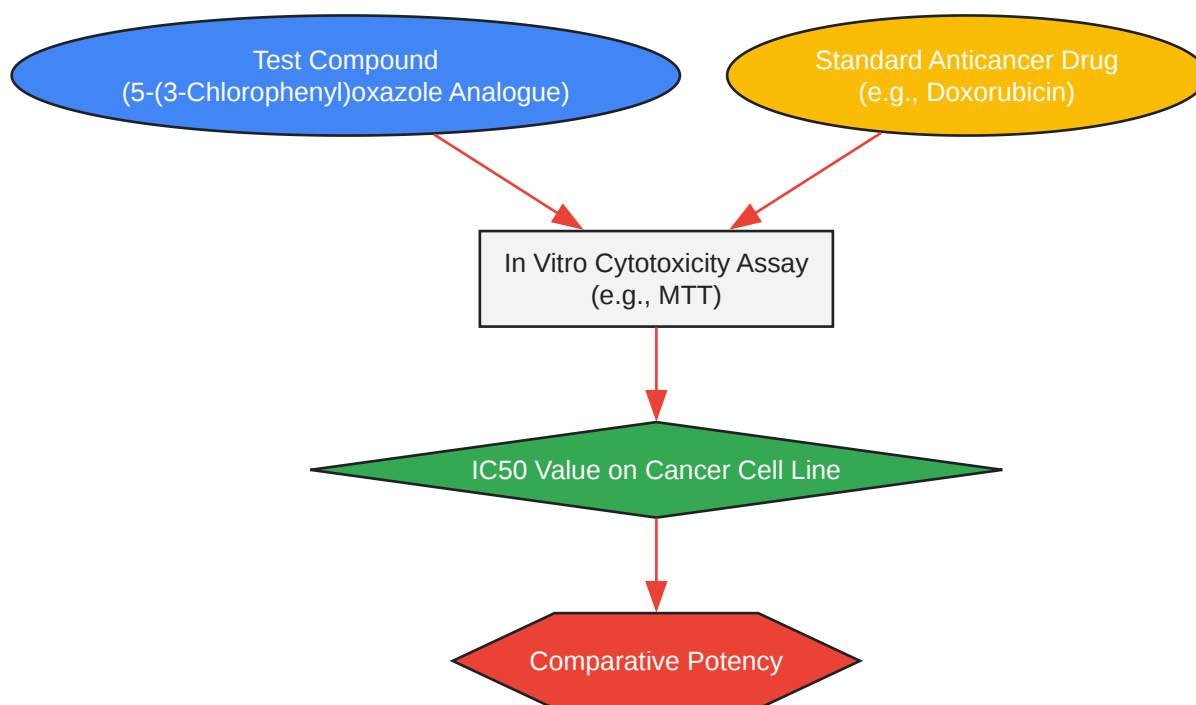 Test Compound
(5-(3-Chlorophenyl)oxazole Analogue)
Standard Anticancer Drug
(e.g., Doxorubicin)
In Vitro Cytotoxicity Assay
(e.g., MTT)
IC50 Value on Cancer Cell Line
Comparative Potency